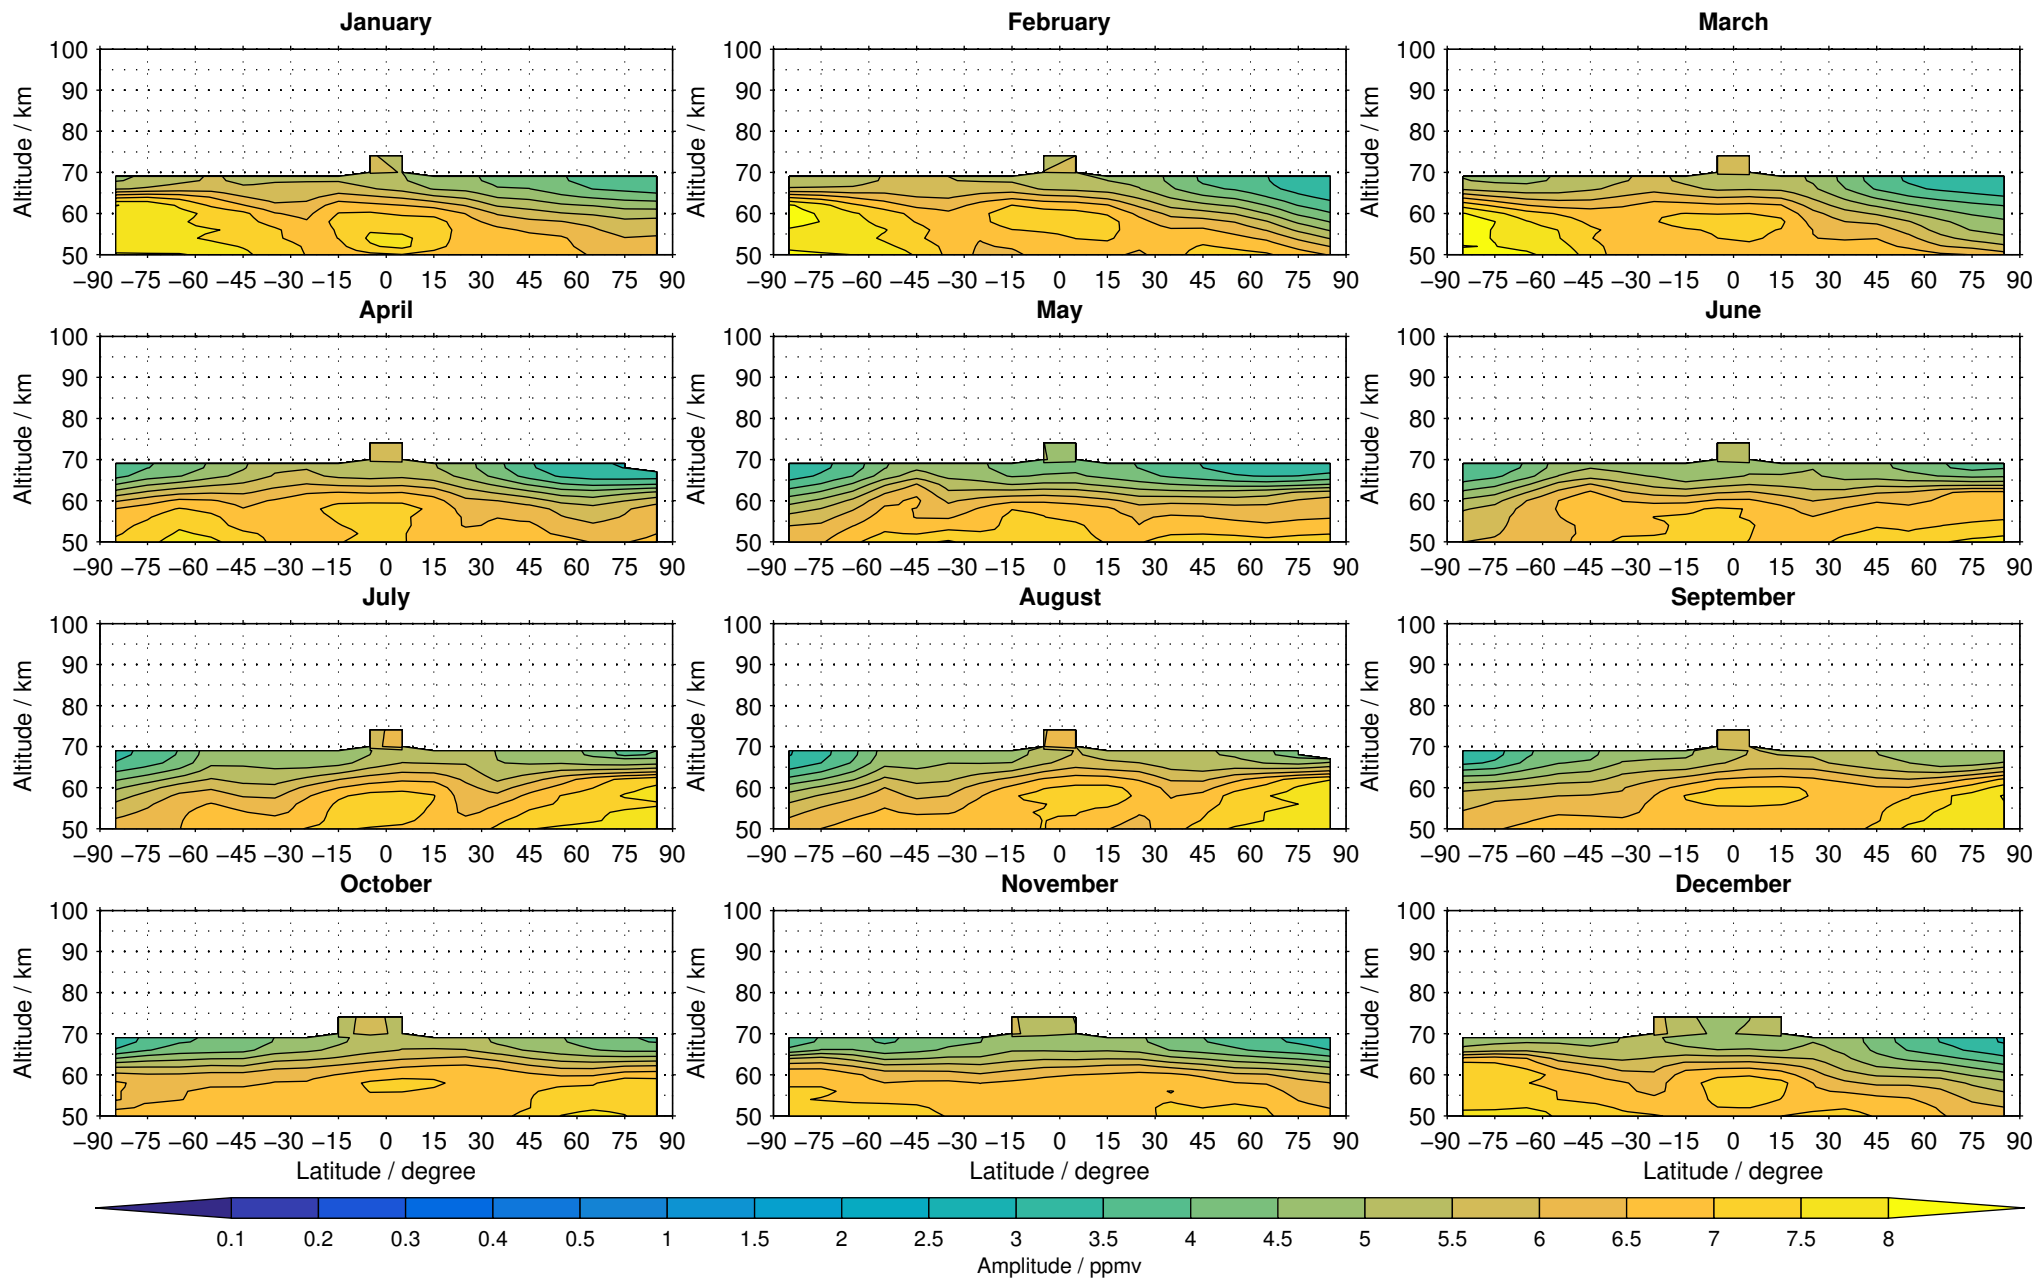 January February March
100 100 100
90 90 90
80 80 80
70 70 70
60 60 60
50 50 50
Altitude / km Altitude / km Altitude / km
−90 −75 −60 −45 −30 −15 0 15 30 45 60 75 90 −90 −75 −60 −45 −30 −15 0 15 30 45 60 75 90 −90 −75 −60 −45 −30 −15 0 15 30 45 60 75 90
April May June
100 100 100
90 90 90
80 80 80
70 70 70
60 60 60
50 50 50
Altitude / km Altitude / km Altitude / km
−90 −75 −60 −45 −30 −15 0 15 30 45 60 75 90 −90 −75 −60 −45 −30 −15 0 15 30 45 60 75 90 −90 −75 −60 −45 −30 −15 0 15 30 45 60 75 90
July August September
100 100 100
90 90 90
80 80 80
70 70 70
60 60 60
50 50 50
Altitude / km Altitude / km Altitude / km
−90 −75 −60 −45 −30 −15 0 15 30 45 60 75 90 −90 −75 −60 −45 −30 −15 0 15 30 45 60 75 90 −90 −75 −60 −45 −30 −15 0 15 30 45 60 75 90
October November December
100 100 100
90 90 90
80 80 80
70 70 70
60 60 60
50 50 50
Altitude / km Altitude / km Altitude / km
−90 −75 −60 −45 −30 −15 0 15 30 45 60 75 90 −90 −75 −60 −45 −30 −15 0 15 30 45 60 75 90 −90 −75 −60 −45 −30 −15 0 15 30 45 60 75 90
Latitude / degree Latitude / degree Latitude / degree
0.1 0.2 0.3 0.4 0.5 1 1.5 2 2.5 3 3.5 4 4.5 5 5.5 6 6.5 7 7.5 8
Amplitude / ppmv